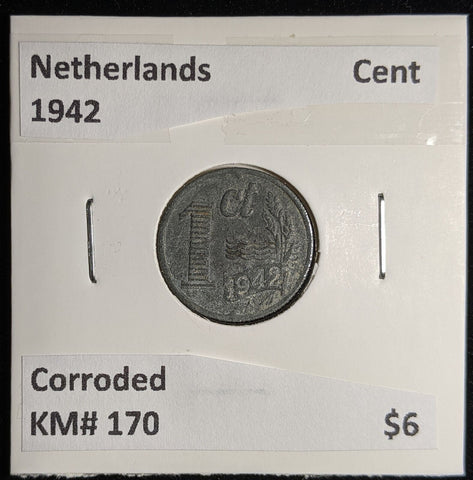 Netherlands Cent
1942
1 ct
1942
Corroded
KM# 170 $6